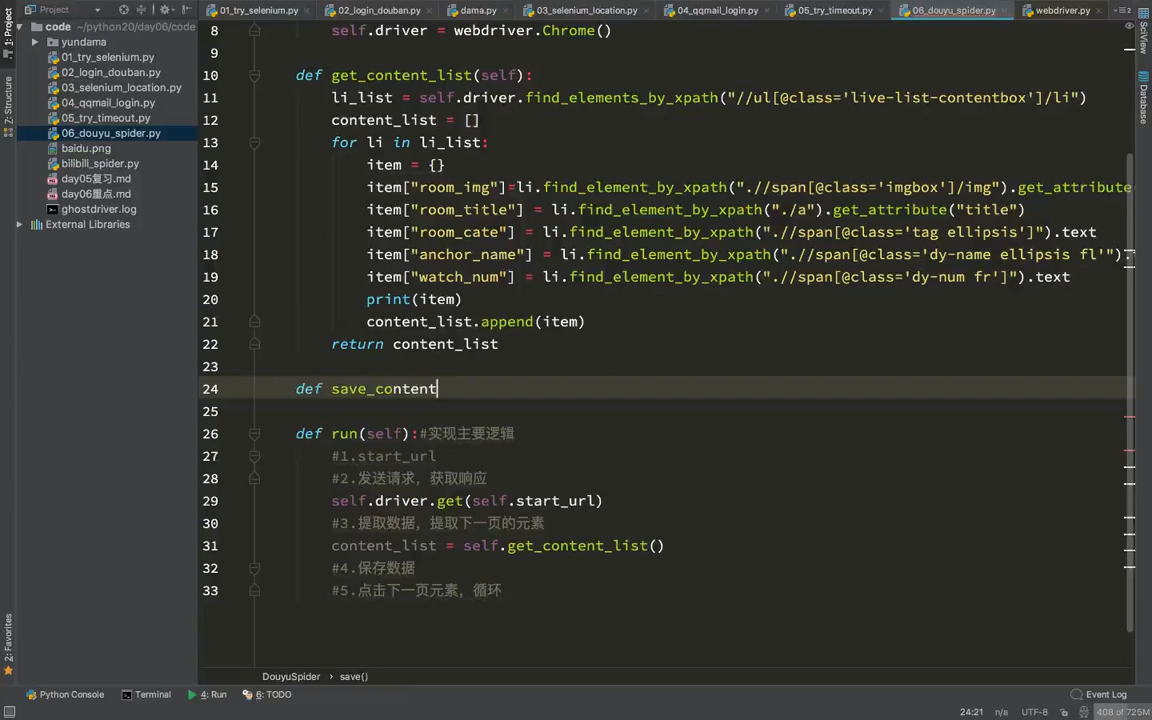 Project
01_try_selenium.py
02_login_douban.py
dama.py
03_selenium_location.py
04_qqmail_login.py
05_try_timeout.py
06_douyu_spider.py
webdriver.py
1: Project
Z: Structure
2: Favorites
SciView
Database
code ~/python20/day06/code
yundama
01_try_selenium.py
02_login_douban.py
03_selenium_location.py
04_qqmail_login.py
05_try_timeout.py
06_douyu_spider.py
baidu.png
bilibili_spider.py
day05复习.md
day06重点.md
ghostdriver.log
External Libraries
8 self.driver = webdriver.Chrome()
9
10 def get_content_list(self):
11 li_list = self.driver.find_elements_by_xpath("//ul[@class='live-list-contentbox']/li")
12 content_list = []
13 for li in li_list:
14 item = {}
15 item["room_img"]=li.find_element_by_xpath(".//span[@class='imgbox']/img").get_attribute
16 item["room_title"] = li.find_element_by_xpath("./a").get_attribute("title")
17 item["room_cate"] = li.find_element_by_xpath(".//span[@class='tag ellipsis']").text
18 item["anchor_name"] = li.find_element_by_xpath(".//span[@class='dy-name ellipsis fl'").
19 item["watch_num"] = li.find_element_by_xpath(".//span[@class='dy-num fr']").text
20 print(item)
21 content_list.append(item)
22 return content_list
23
24 def save_content
25
26 def run(self):#实现主要逻辑
27 #1.start_url
28 #2.发送请求，获取响应
29 self.driver.get(self.start_url)
30 #3.提取数据，提取下一页的元素
31 content_list = self.get_content_list()
32 #4.保存数据
33 #5.点击下一页元素，循环
DouyuSpider › save()
Python Console
Terminal
4: Run
6: TODO
Event Log
24:21 n/a UTF-8 408 of 725M